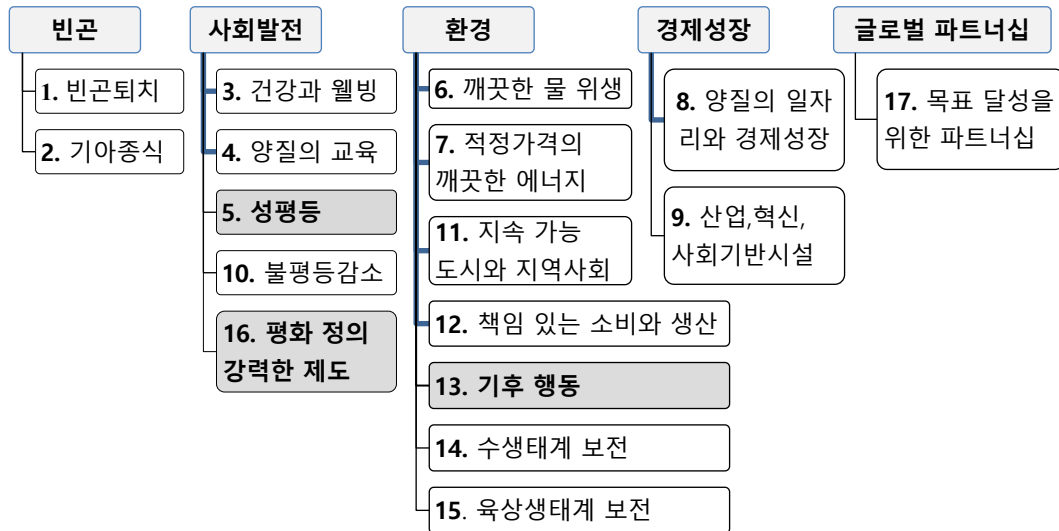 빈곤
1. 빈곤퇴치
2. 기아종식
사회발전
3. 건강과 웰빙
4. 양질의 교육
5. 성평등
10. 불평등감소
16. 평화 정의
강력한 제도
환경
6. 깨끗한 물 위생
7. 적정가격의
깨끗한 에너지
11. 지속 가능
도시와 지역사회
12. 책임 있는 소비와 생산
13. 기후 행동
14. 수생태계 보전
15. 육상생태계 보전
경제성장
8. 양질의 일자
리와 경제성장
9. 산업,혁신,
사회기반시설
글로벌 파트너십
17. 목표 달성을
위한 파트너십